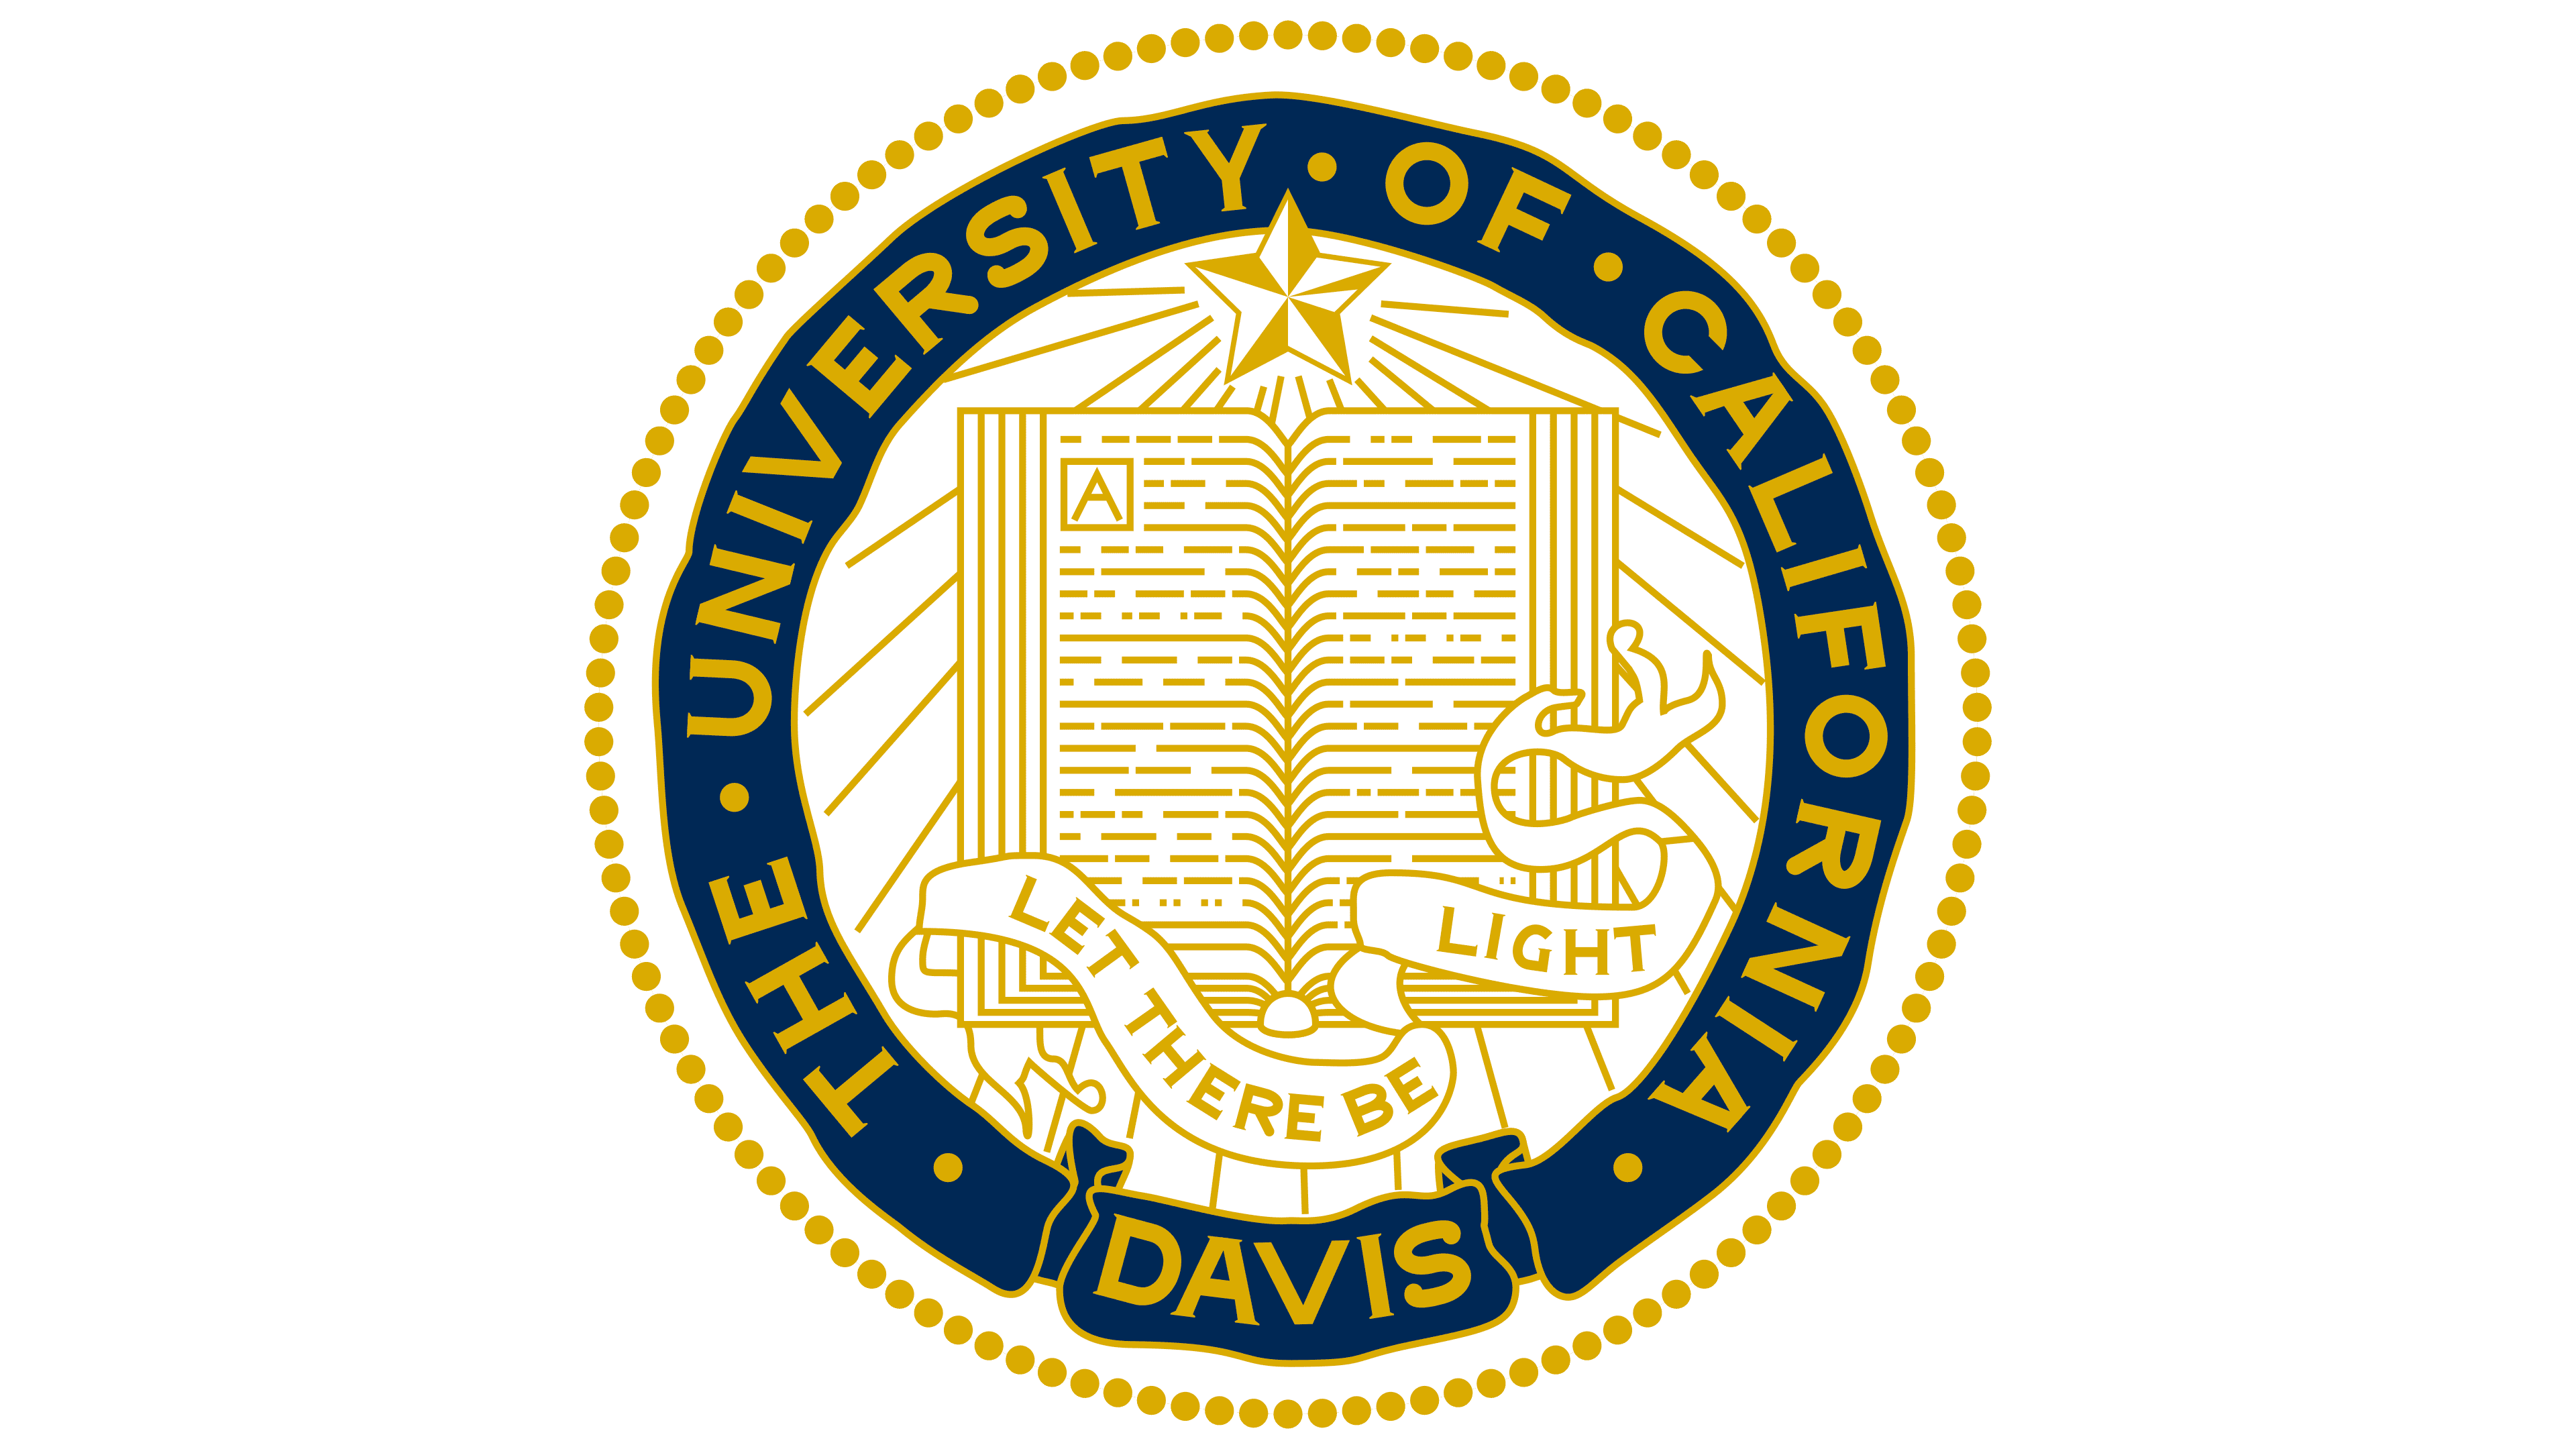 THE · UNIVERSITY · OF · CALIFORNIA
A
LET THERE BE
LIGHT
DAVIS